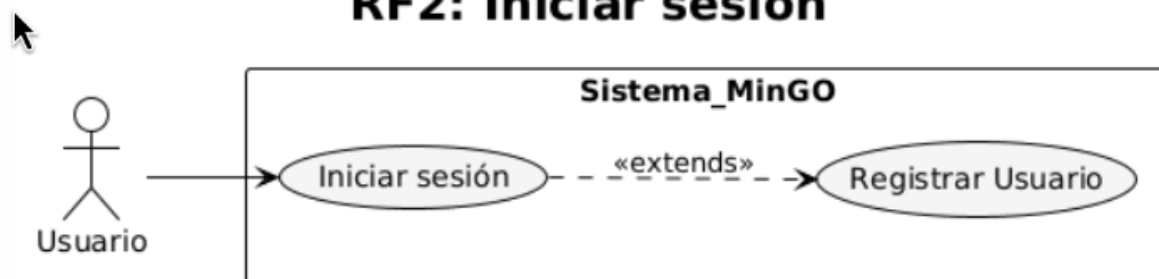 RF2: Iniciar sesión
Sistema_MinGO
Iniciar sesión
«extends»
Registrar Usuario
Usuario